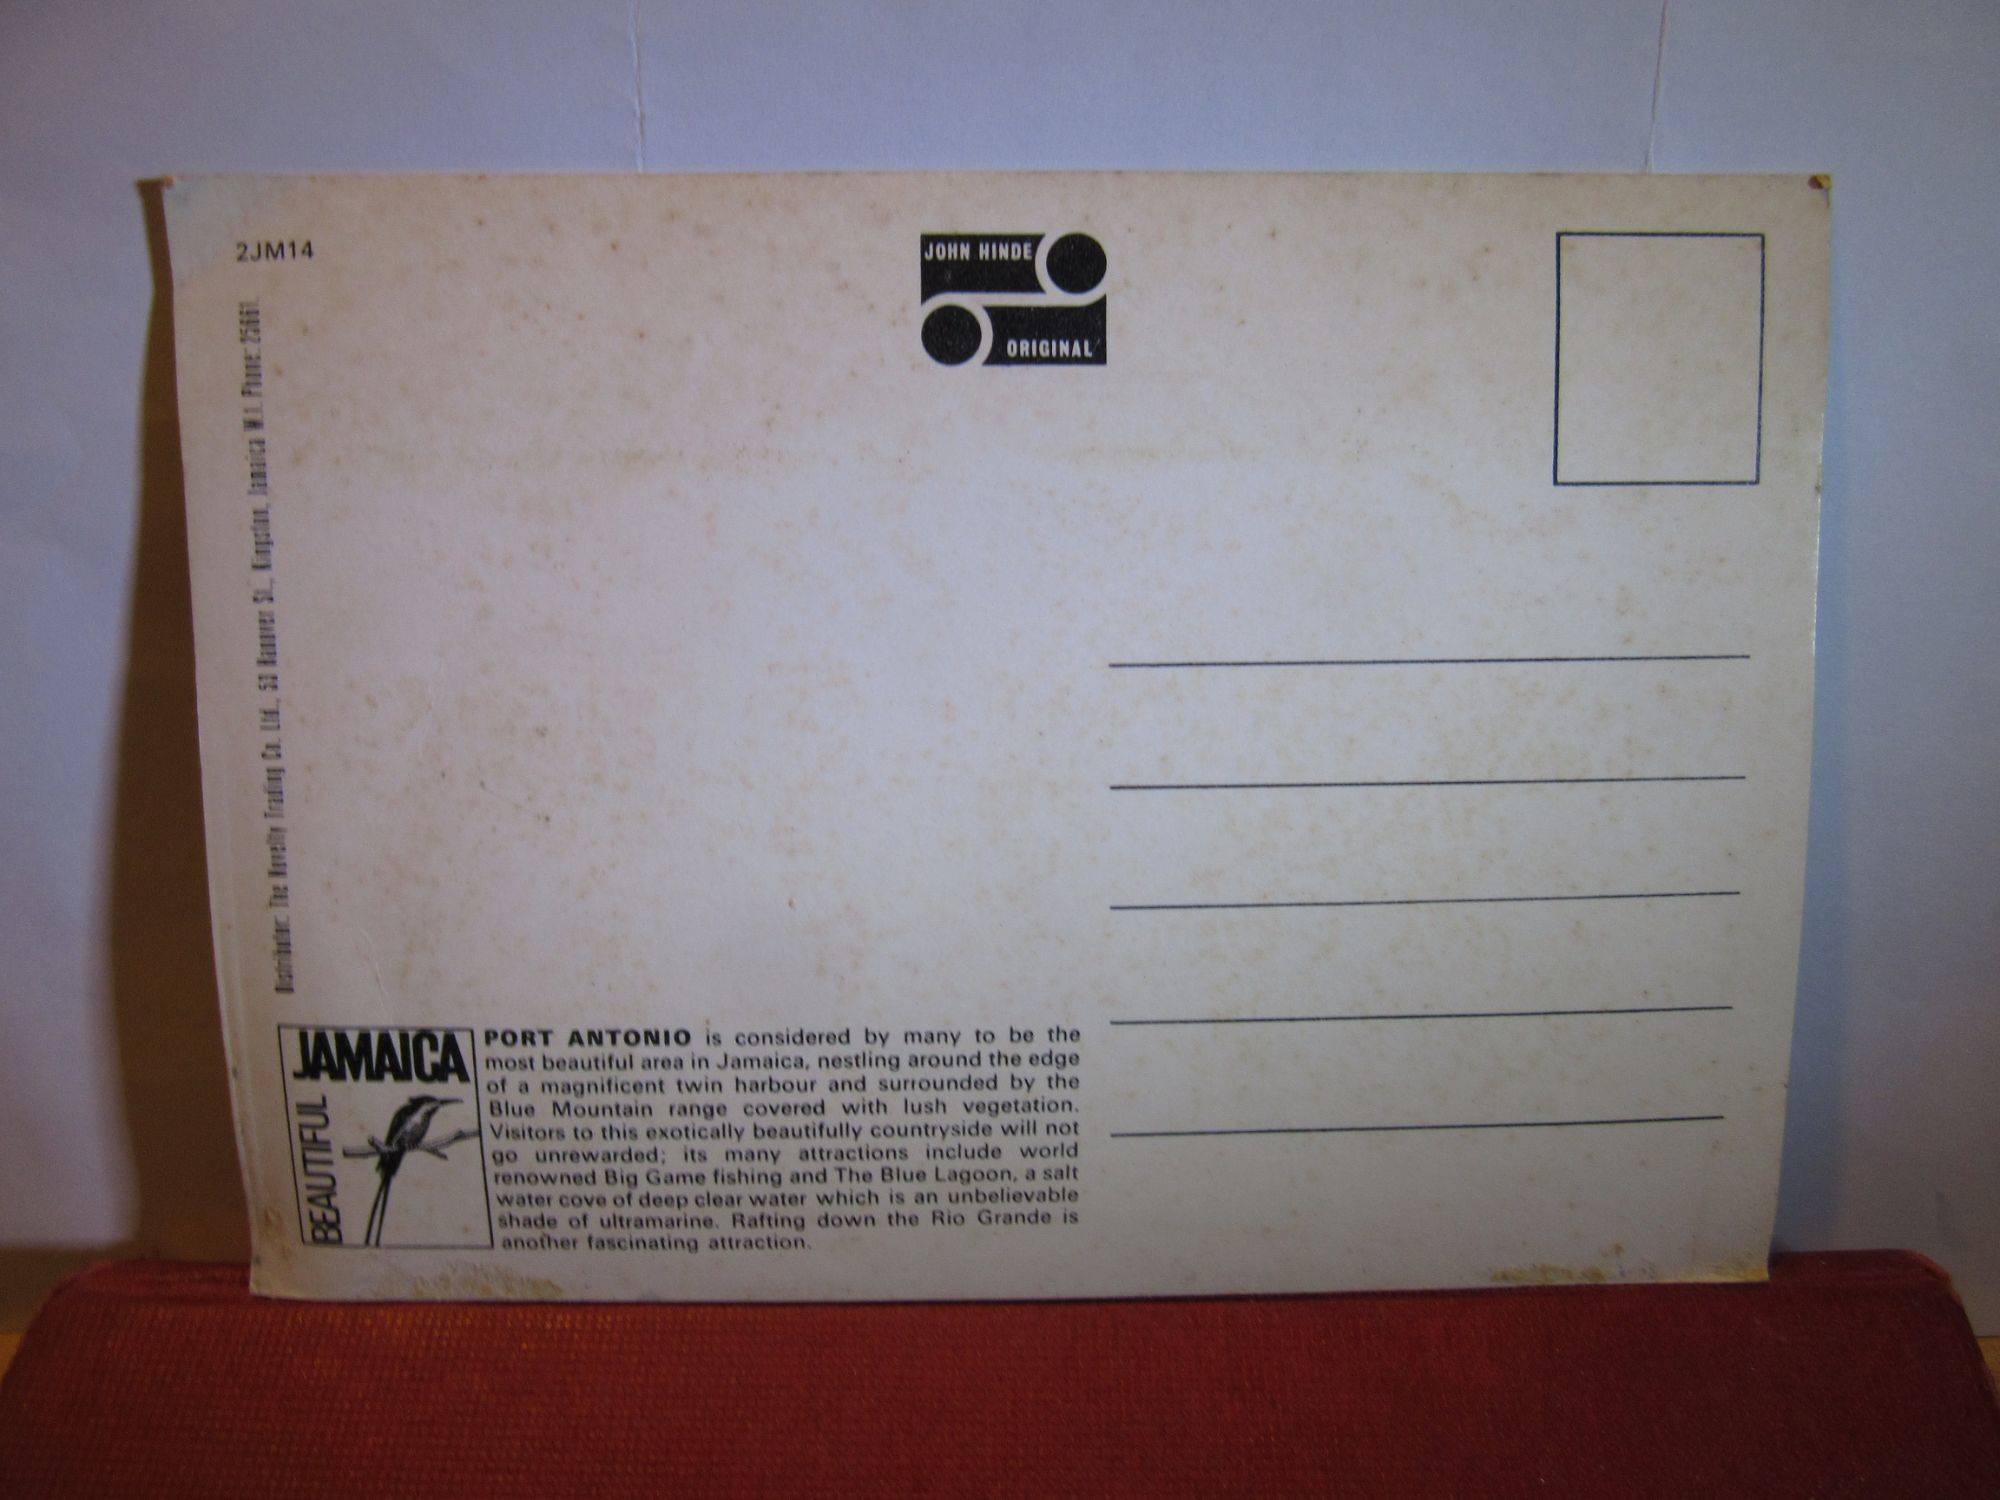 2JM14
JOHN HINDE
ORIGINAL
Distributor: The Novelty Trading Co. Ltd., 53 Hanover St., Kingston, Jamaica W.I. Phone: 25661.
JAMAICA
BEAUTIFUL
PORT ANTONIO is considered by many to be the
most beautiful area in Jamaica, nestling around the edge
of a magnificent twin harbour and surrounded by the
Blue Mountain range covered with lush vegetation.
Visitors to this exotically beautifully countryside will not
go unrewarded; its many attractions include world
renowned Big Game fishing and The Blue Lagoon, a salt
water cove of deep clear water which is an unbelievable
shade of ultramarine. Rafting down the Rio Grande is
another fascinating attraction.